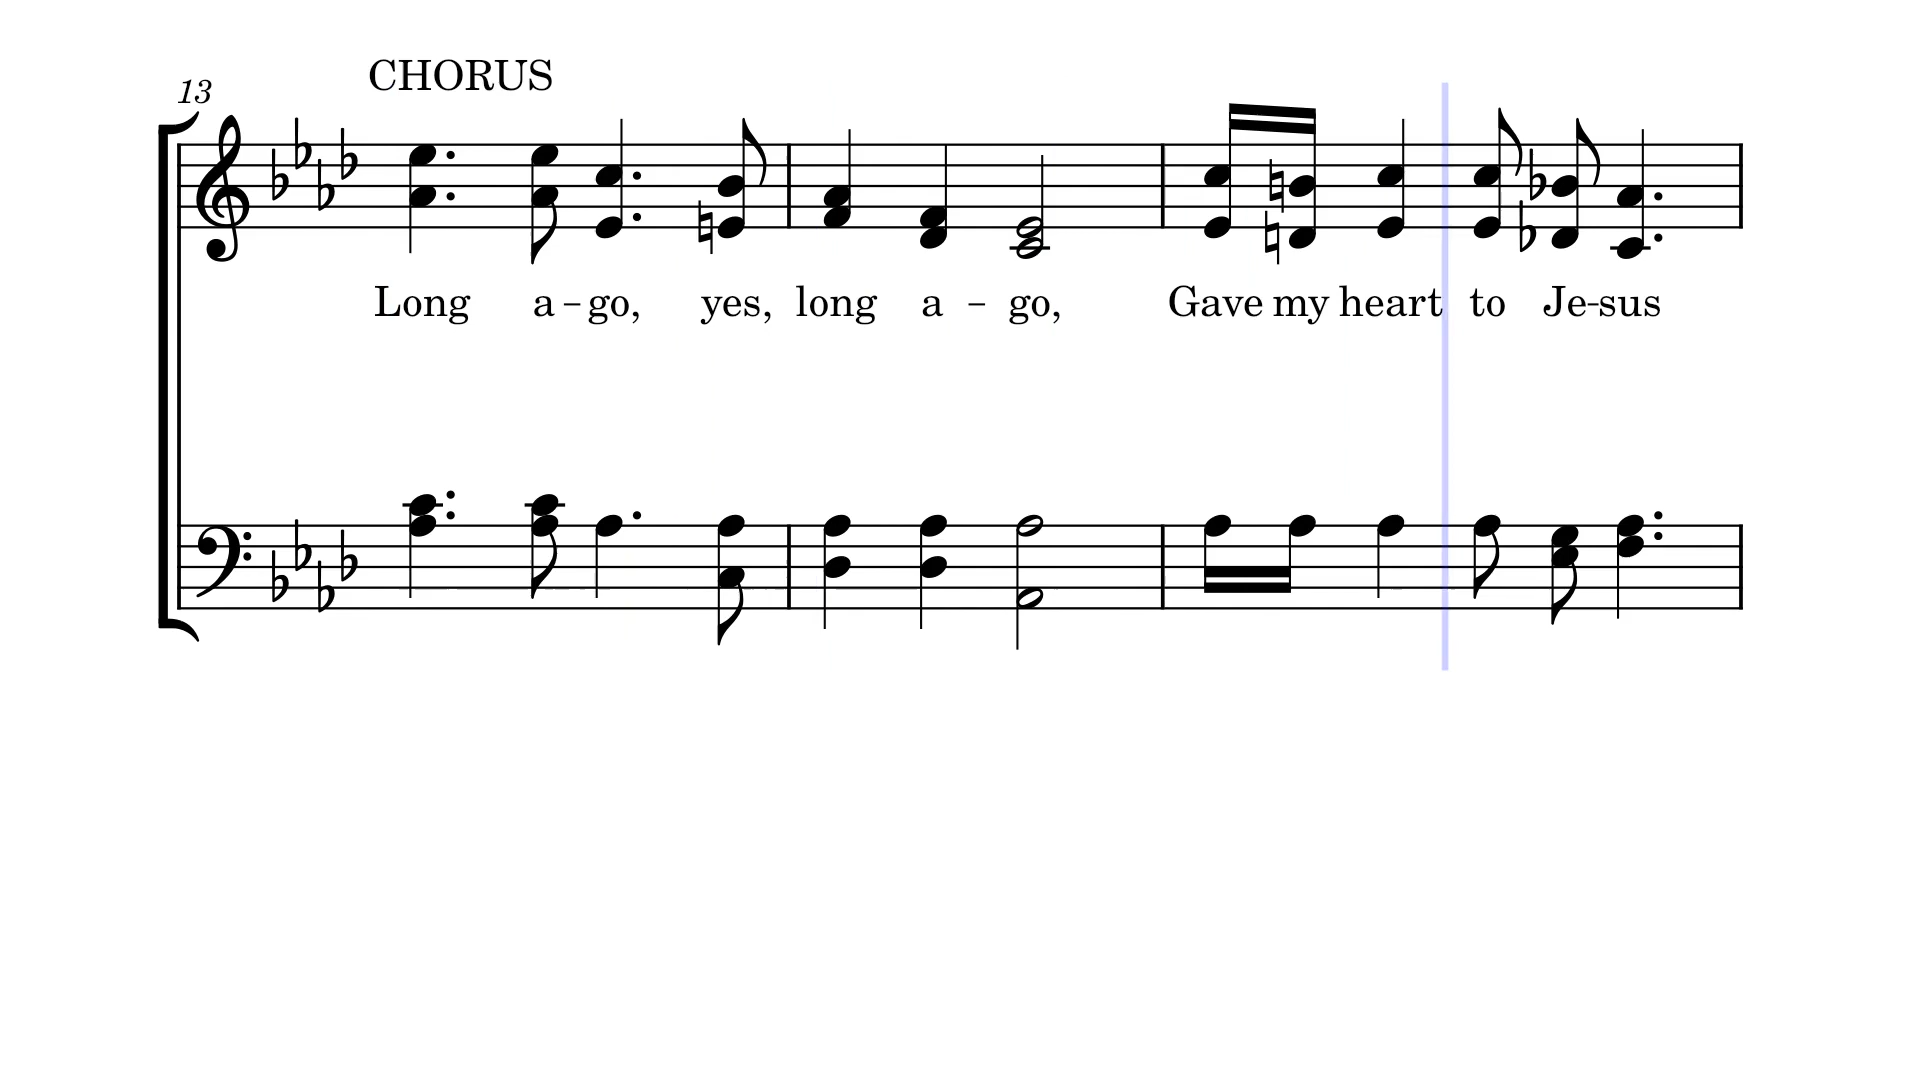 CHORUS
13
Long a - go, yes, long a - go, Gave my heart to Je-sus